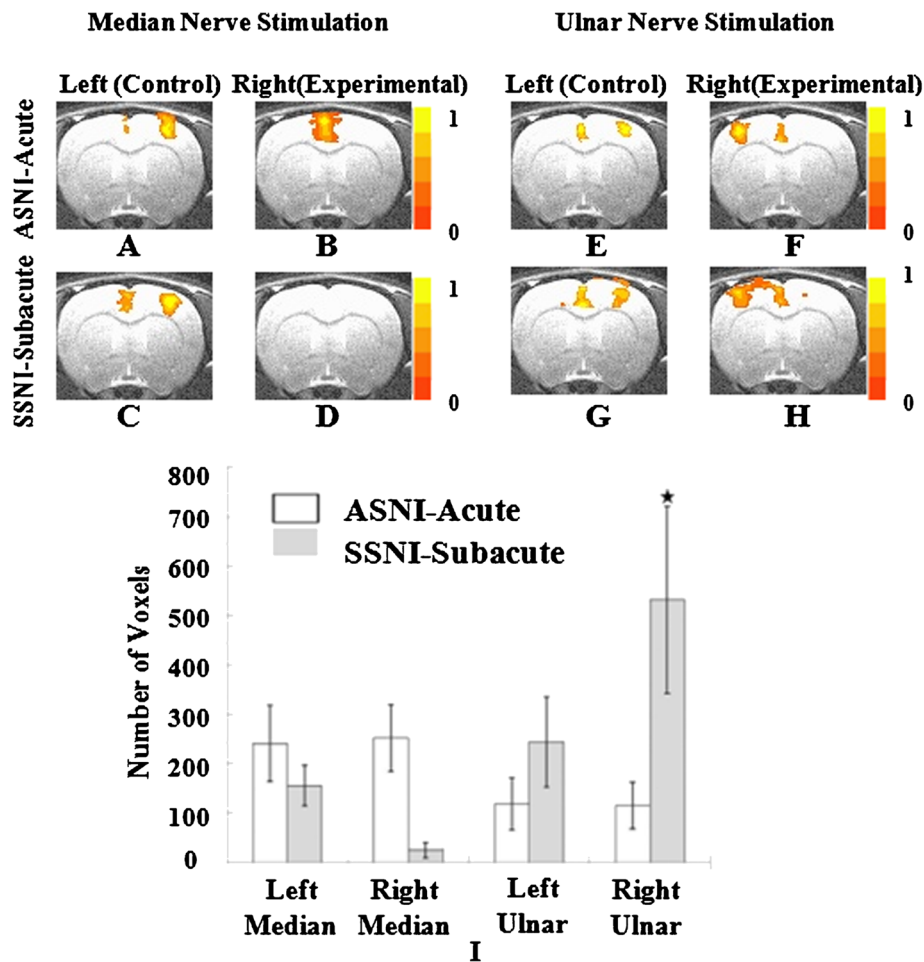 Median Nerve Stimulation
Ulnar Nerve Stimulation
Left (Control)
Right(Experimental)
Left (Control)
Right(Experimental)
ASNI-Acute
1
0
1
0
A
B
E
F
SSNI-Subacute
1
0
1
0
C
D
G
H
800
700
600
500
400
300
200
100
0
Number of Voxels
ASNI-Acute
SSNI-Subacute
★
Left Median
Right Median
Left Ulnar
Right Ulnar
I